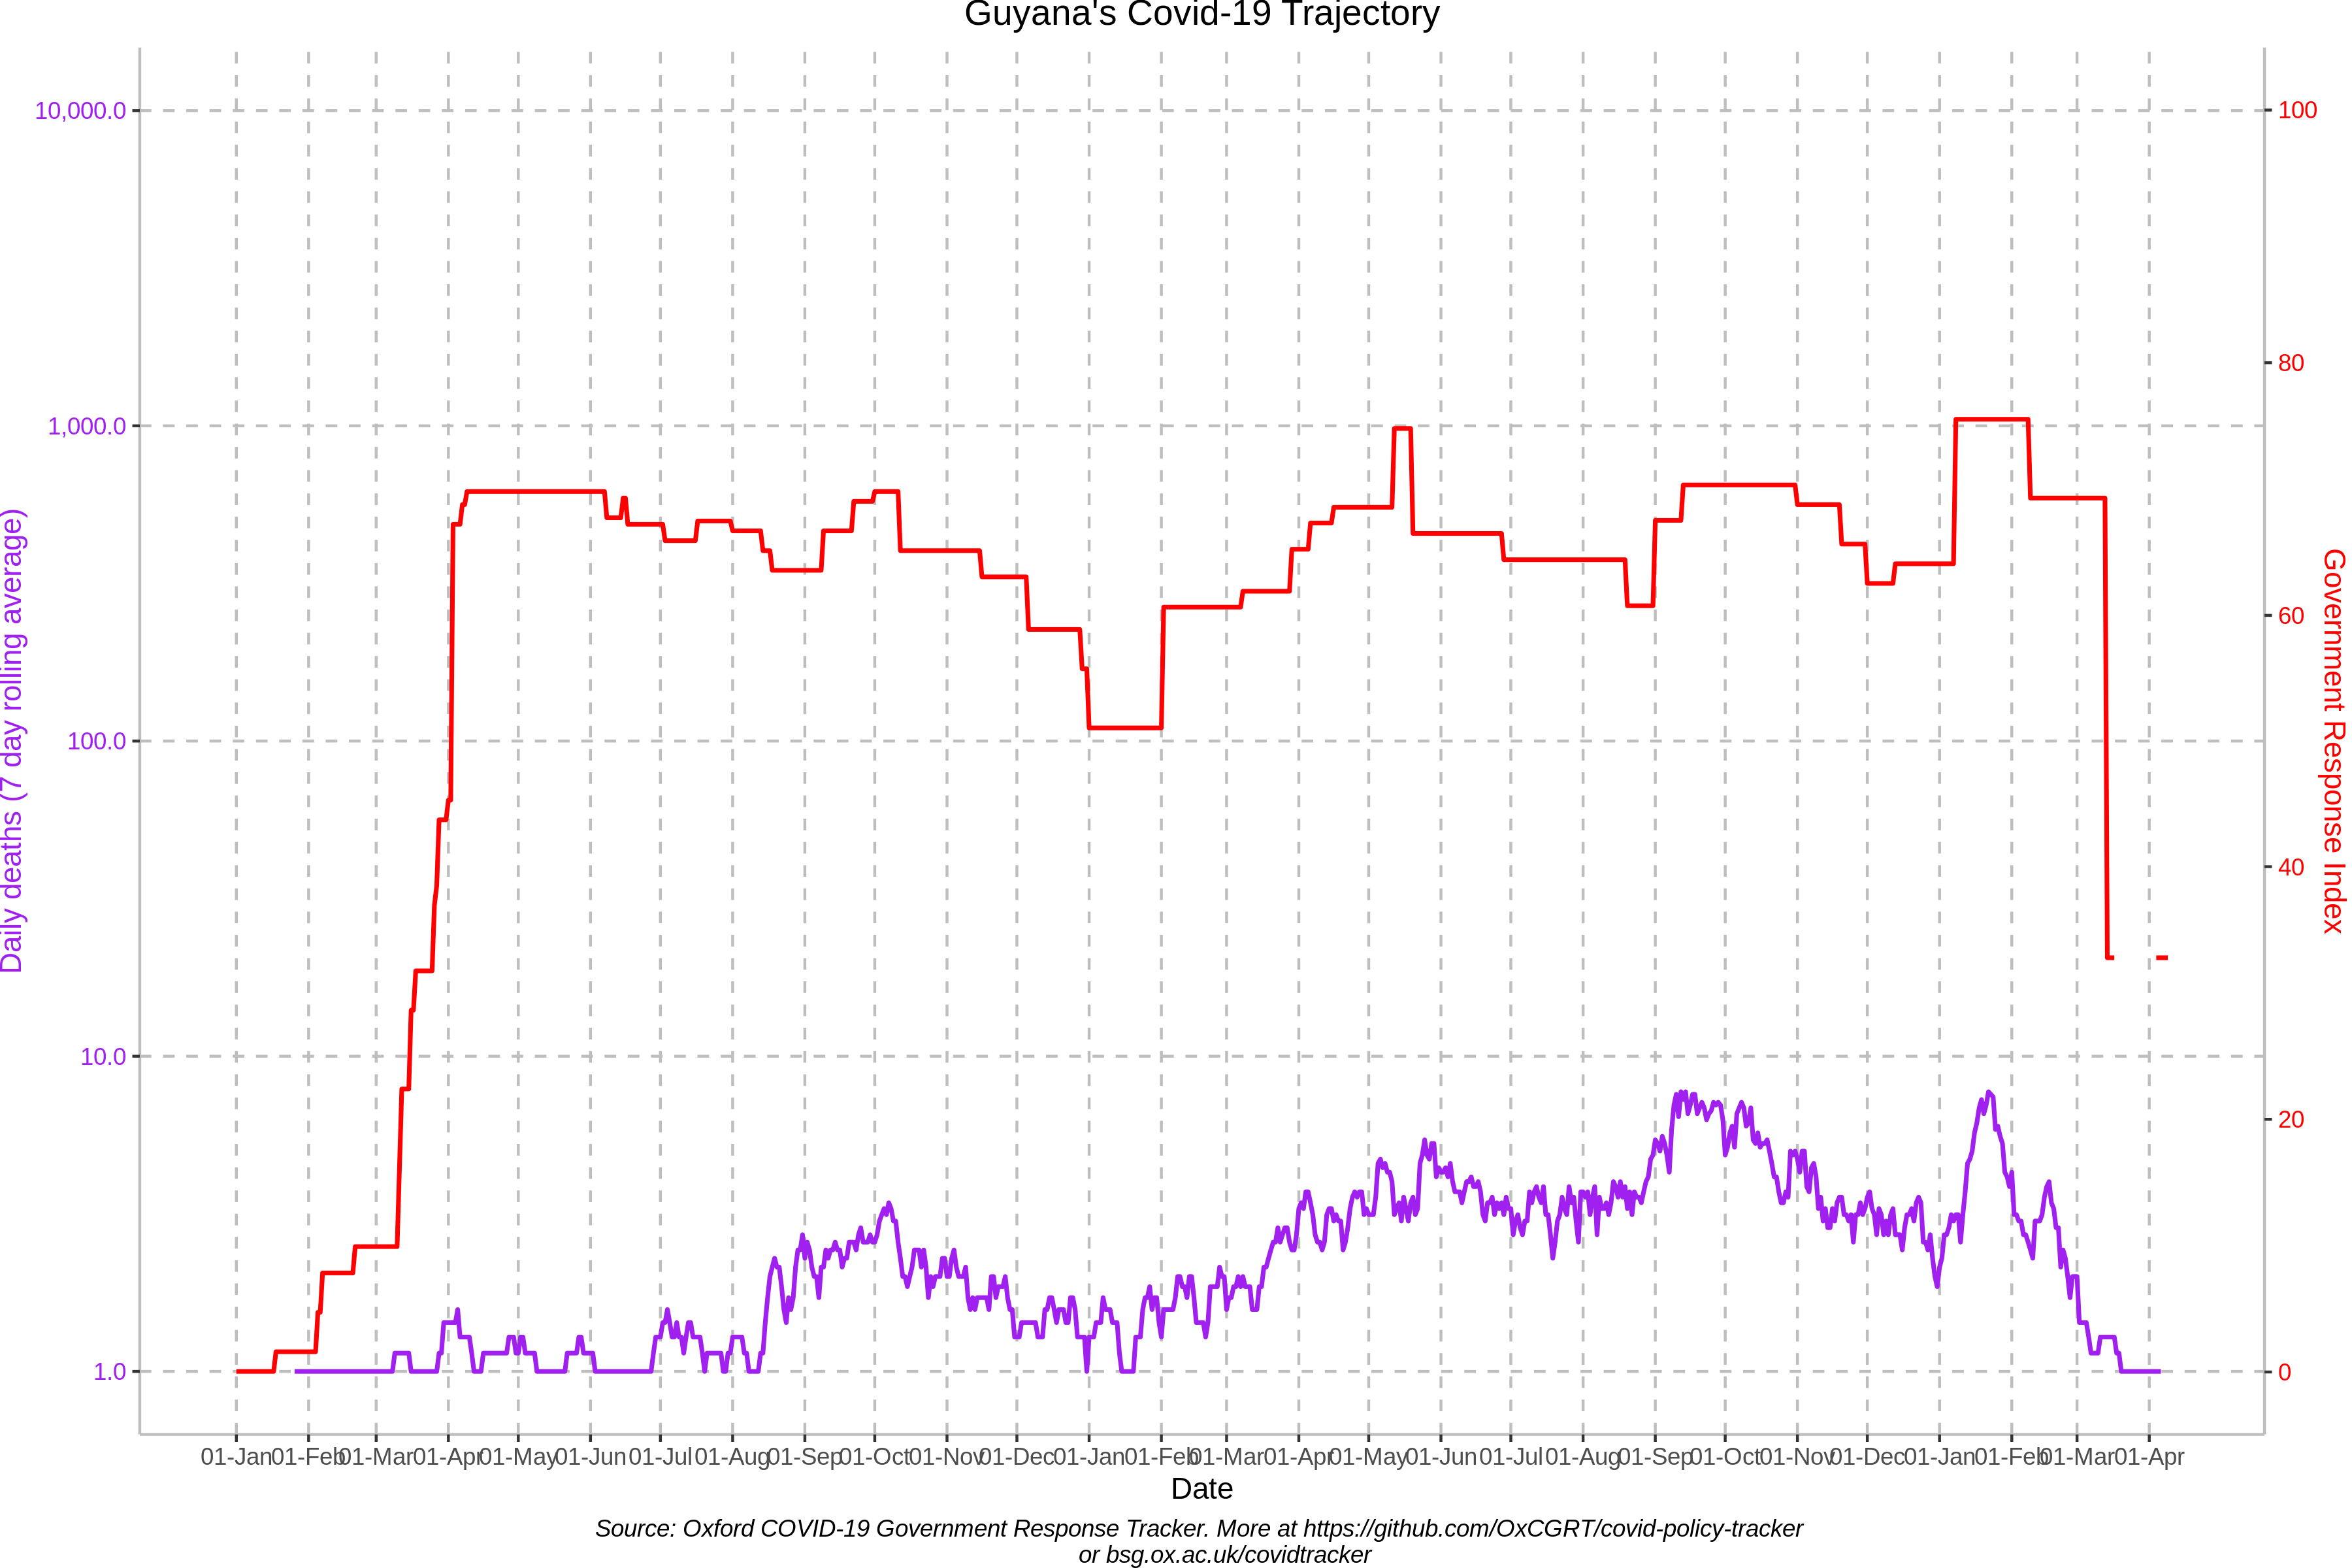 Guyana's Covid-19 Trajectory
10,000.0
1,000.0
100.0
10.0
1.0
Daily deaths (7 day rolling average)
100
80
60
40
20
0
Government Response Index
01-Jan 01-Feb 01-Mar 01-Apr 01-May 01-Jun 01-Jul 01-Aug 01-Sep 01-Oct 01-Nov 01-Dec 01-Jan 01-Feb 01-Mar 01-Apr 01-May 01-Jun 01-Jul 01-Aug 01-Sep 01-Oct 01-Nov 01-Dec 01-Jan 01-Feb 01-Mar 01-Apr
Date
Source: Oxford COVID-19 Government Response Tracker. More at https://github.com/OxCGRT/covid-policy-tracker
or bsg.ox.ac.uk/covidtracker